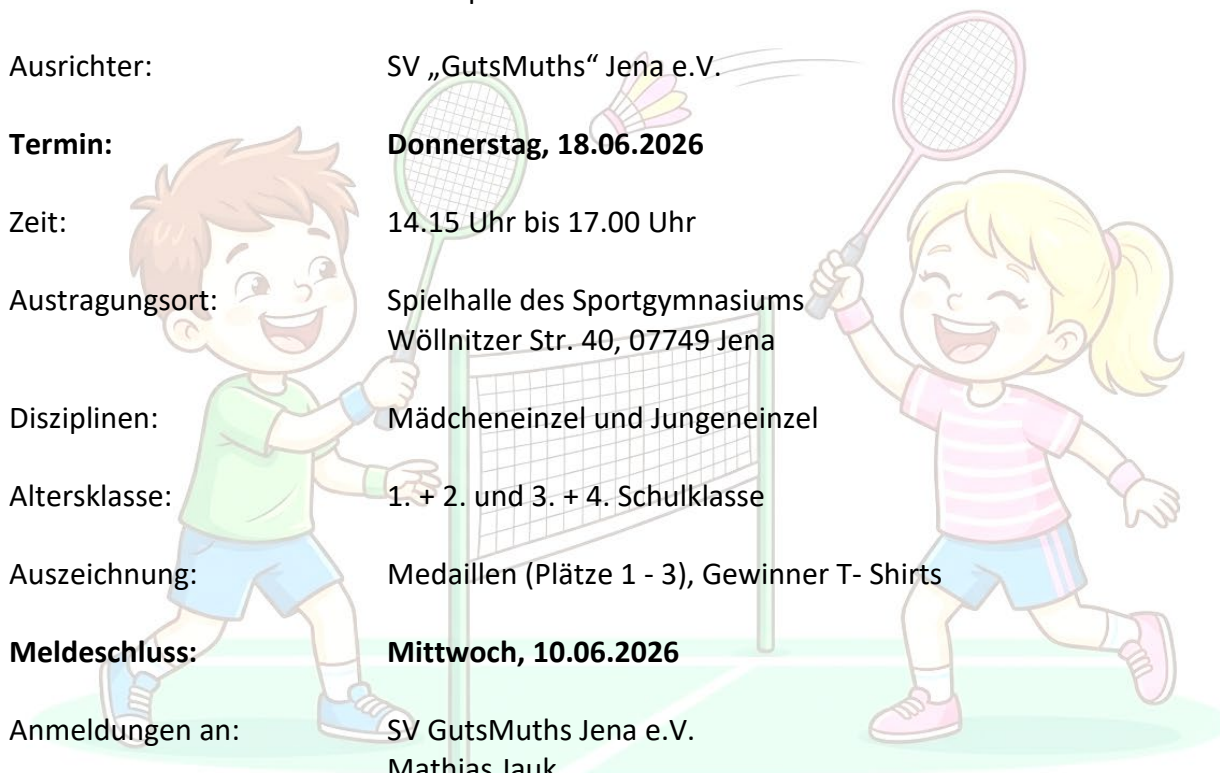 Ausrichter: SV „GutsMuths“ Jena e.V.
Termin: Donnerstag, 18.06.2026
Zeit: 14.15 Uhr bis 17.00 Uhr
Austragungsort: Spielhalle des Sportgymnasiums
Wöllnitzer Str. 40, 07749 Jena
Disziplinen: Mädcheneinzel und Jungeneinzel
Altersklasse: 1. + 2. und 3. + 4. Schulklasse
Auszeichnung: Medaillen (Plätze 1 - 3), Gewinner T- Shirts
Meldeschluss: Mittwoch, 10.06.2026
Anmeldungen an: SV GutsMuths Jena e.V.
Mathias Jauk